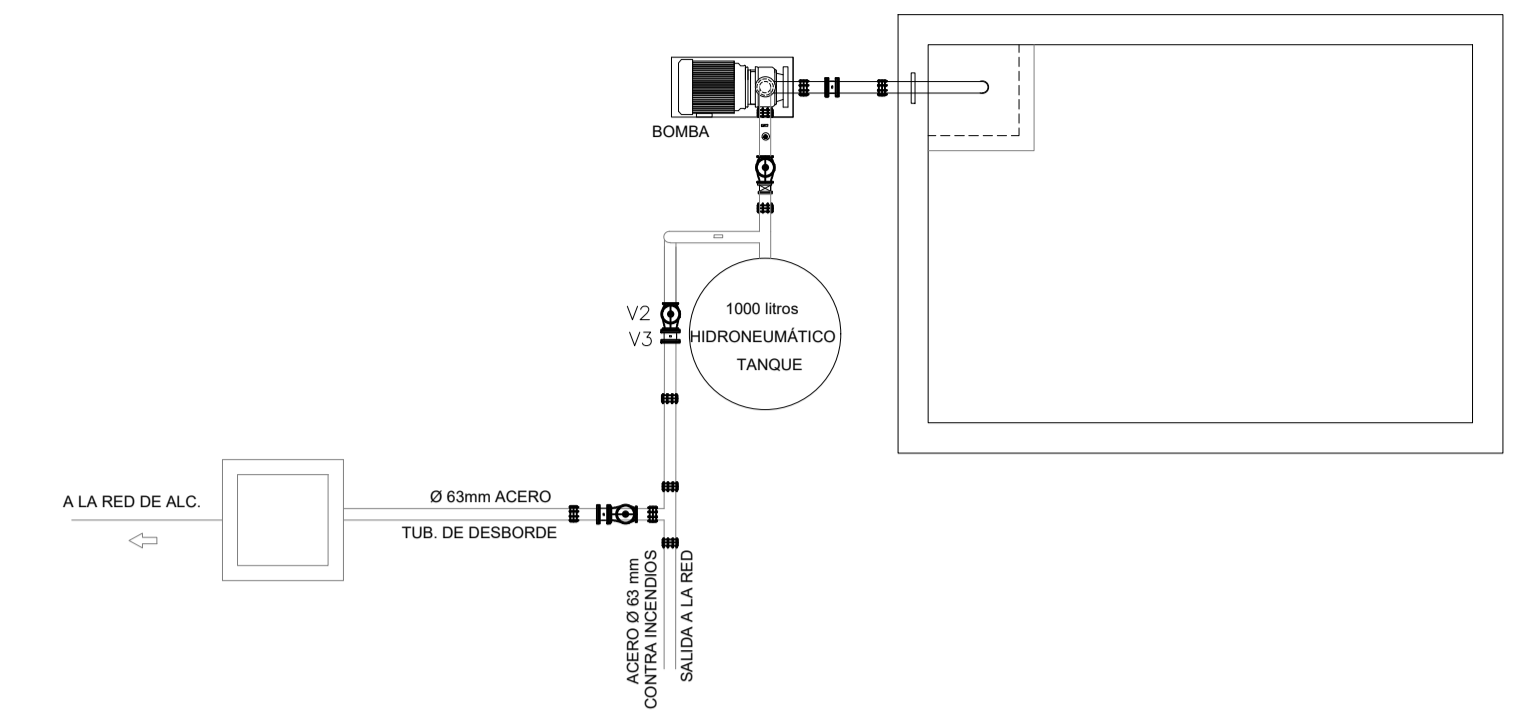 BOMBA
V2
V3
1000 litros
HIDRONEUMÁTICO
TANQUE
A LA RED DE ALC.
Ø 63mm ACERO
TUB. DE DESBORDE
ACERO Ø 63 mm
CONTRA INCENDIOS
SALIDA A LA RED